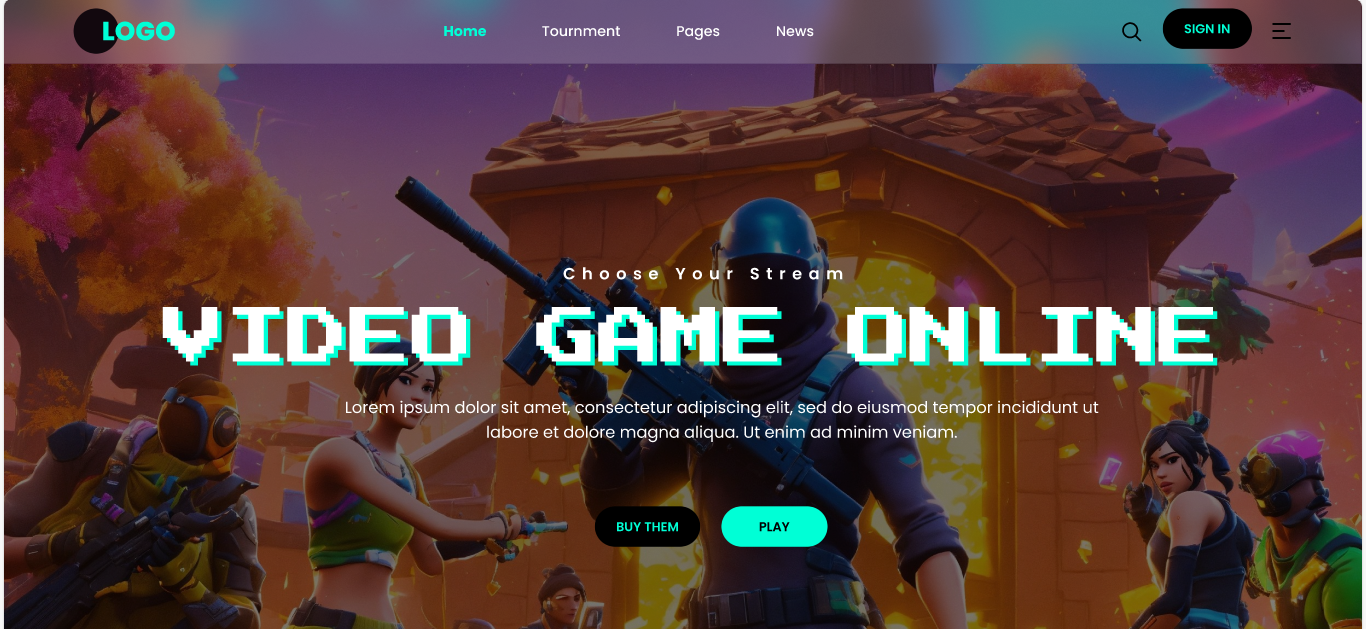 LOGO
Home Tournment Pages News
SIGN IN
Choose Your Stream
VIDEO GAME ONLINE
Lorem ipsum dolor sit amet, consectetur adipiscing elit, sed do eiusmod tempor incididunt ut
labore et dolore magna aliqua. Ut enim ad minim veniam.
BUY THEM PLAY